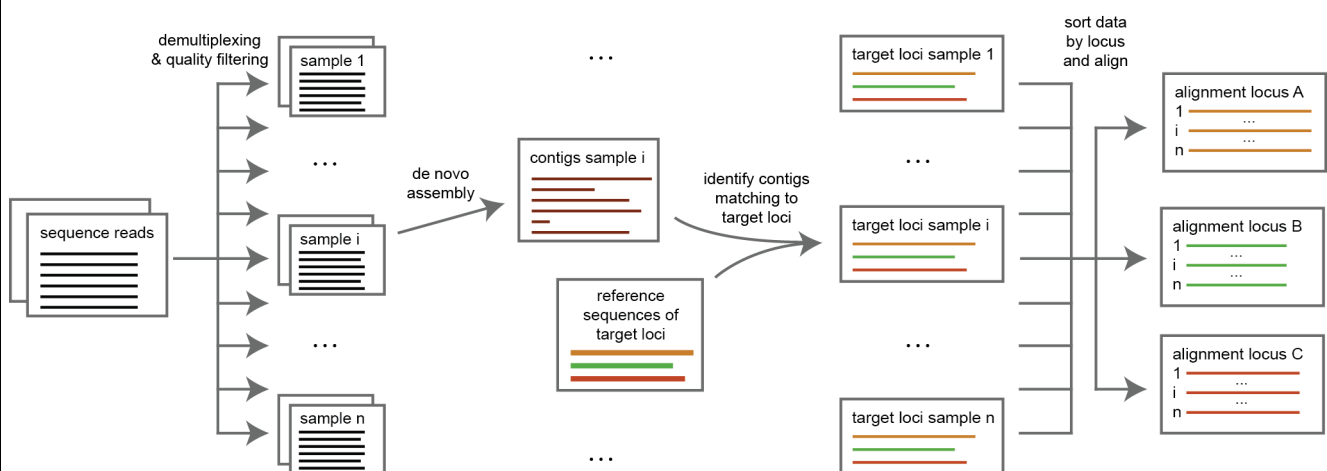 sequence reads
demultiplexing
& quality filtering
sample 1
...
sample i
...
sample n
de novo
assembly
...
contigs sample i
reference
sequences of
target loci
...
identify contigs
matching to
target loci
target loci sample 1
...
target loci sample i
...
target loci sample n
sort data
by locus
and align
alignment locus A
1
...
i
...
n
alignment locus B
1
...
i
...
n
alignment locus C
1
...
i
...
n